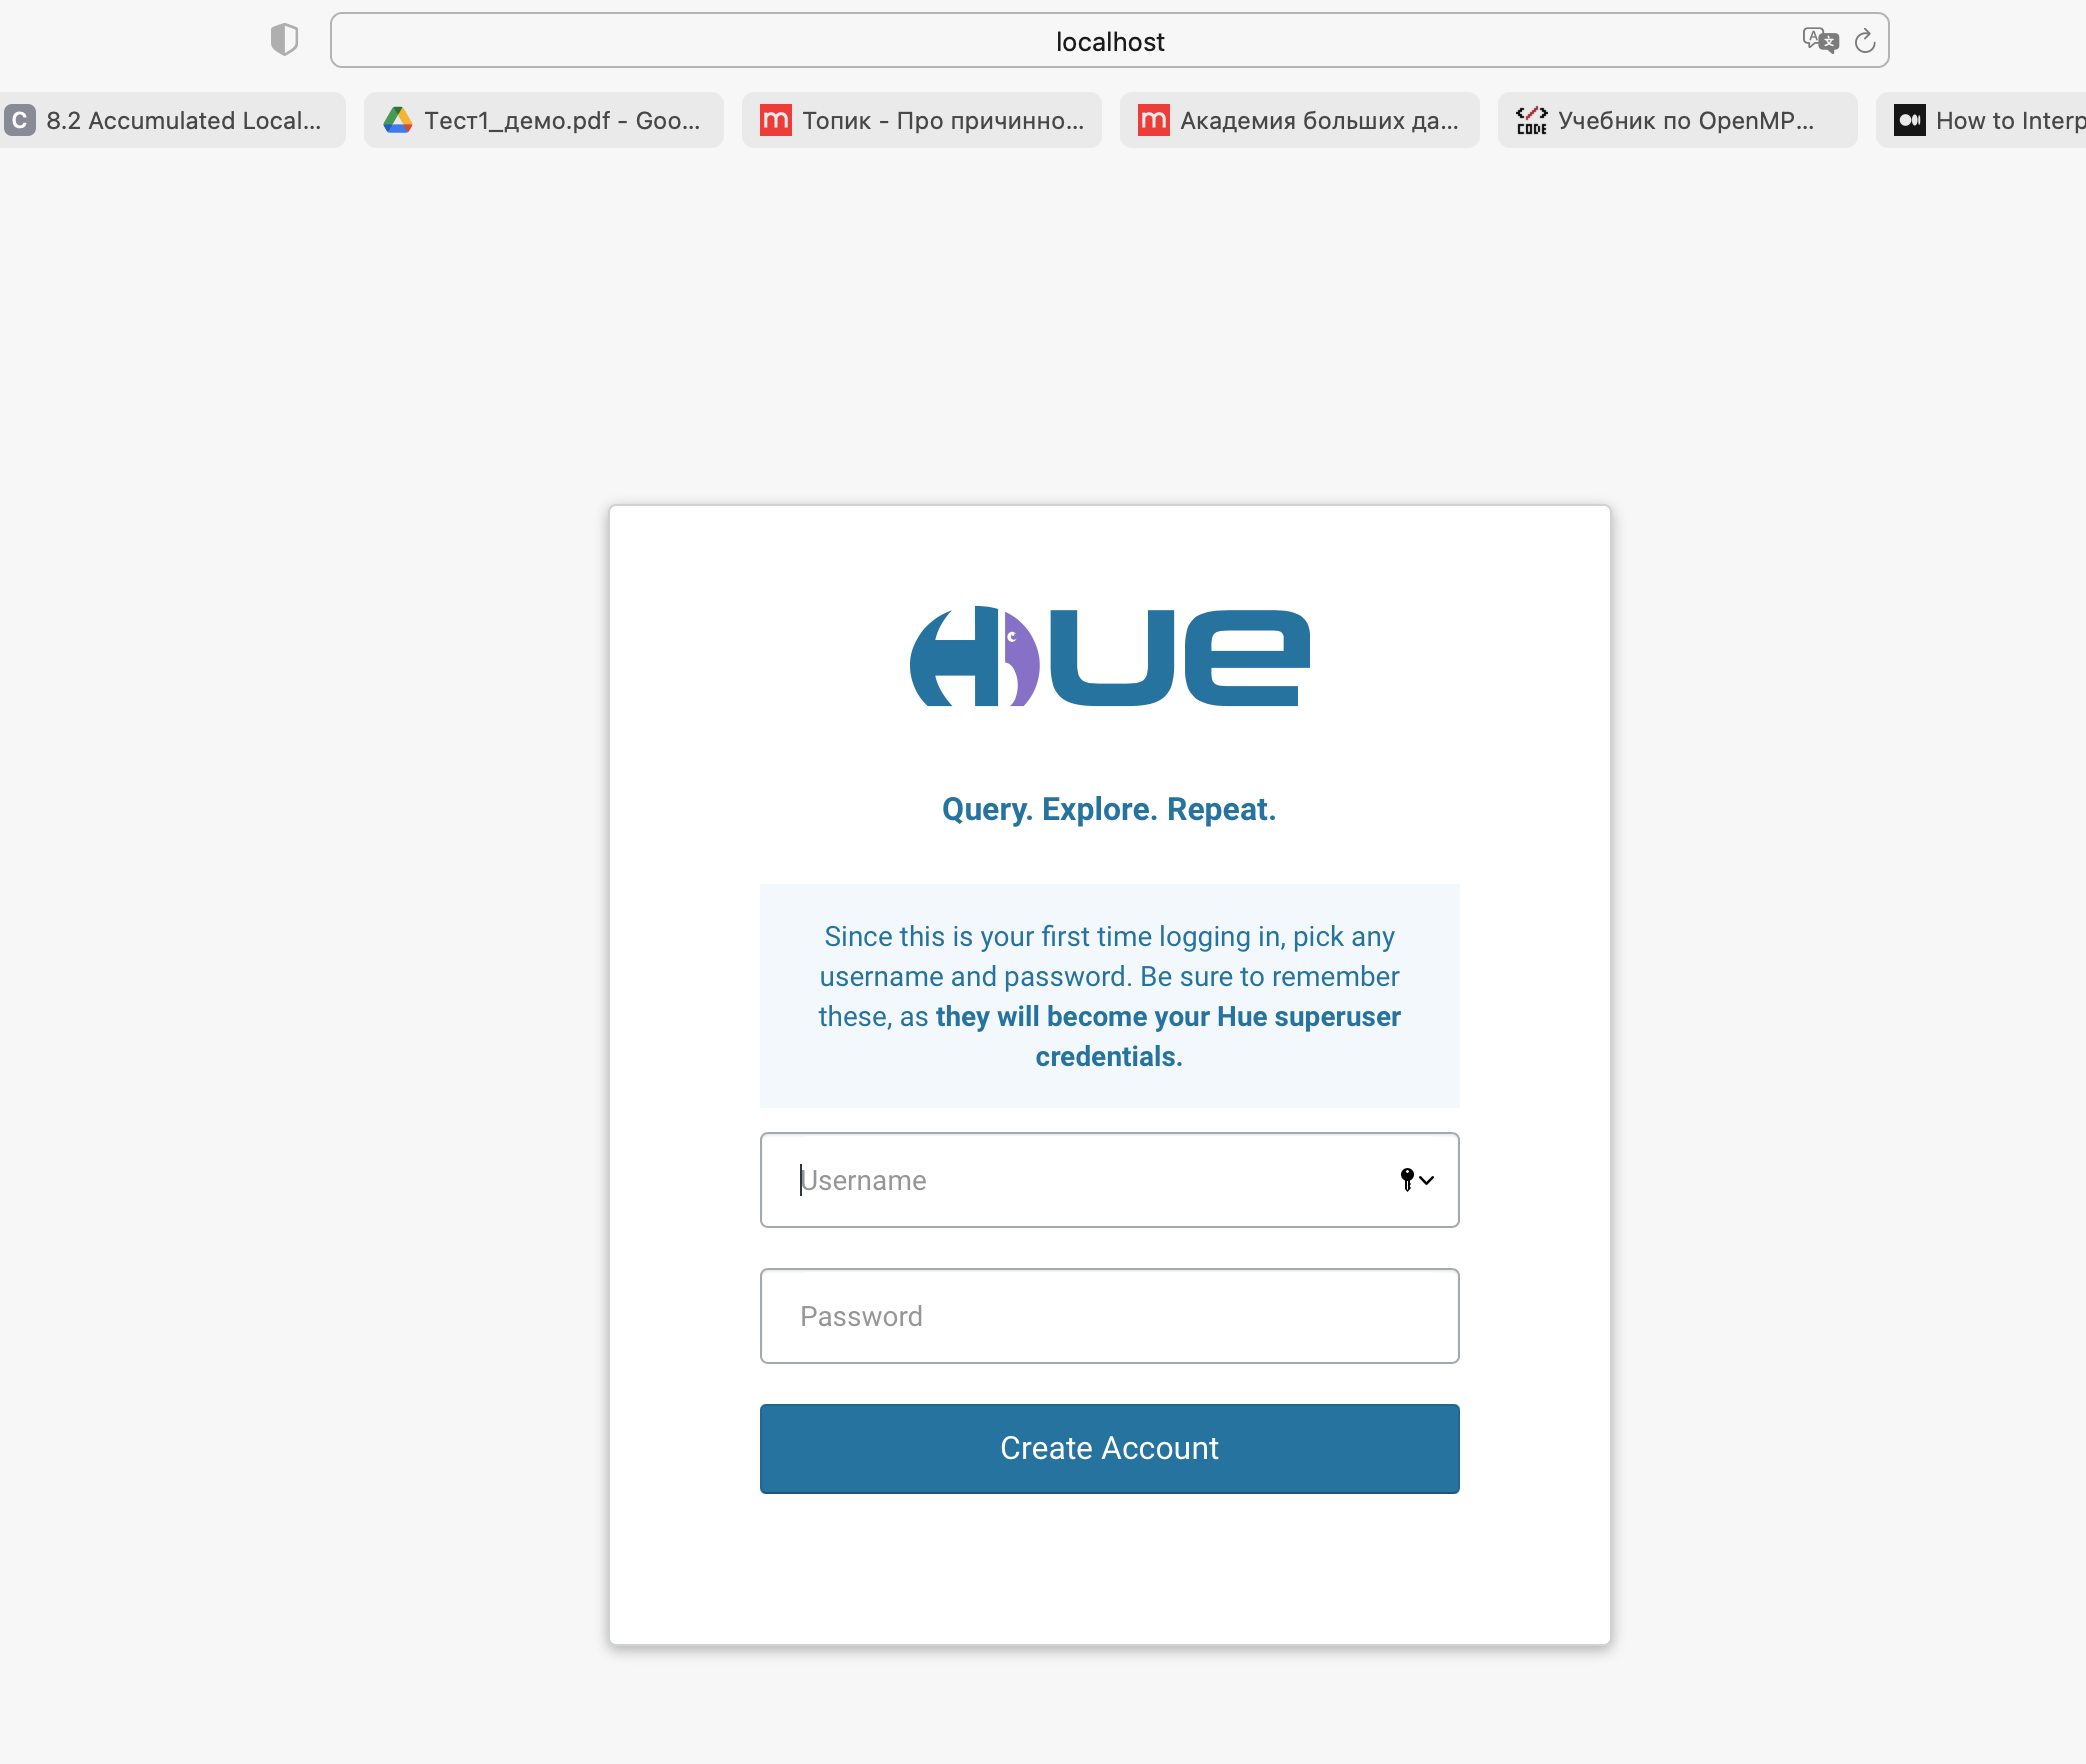 localhost
C 8.2 Accumulated Local...
Тест1_демо.pdf - Goo...
m Топик - Про причинно...
m Академия больших да...
</> CODE Учебник по OpenMP...
How to Interp
HUE
Query. Explore. Repeat.
Since this is your first time logging in, pick any
username and password. Be sure to remember
these, as they will become your Hue superuser
credentials.
Username
Password
Create Account